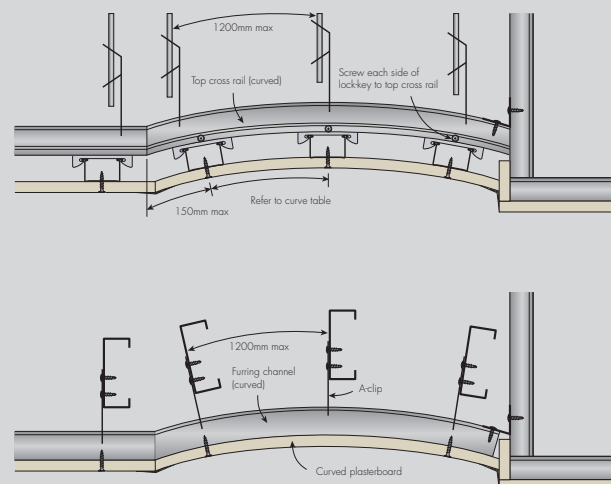 1200mm max
Top cross rail (curved)
Screw each side of
lock-key to top cross rail
Refer to curve table
150mm max
1200mm max
Furring channel
(curved)
A-clip
Curved plasterboard